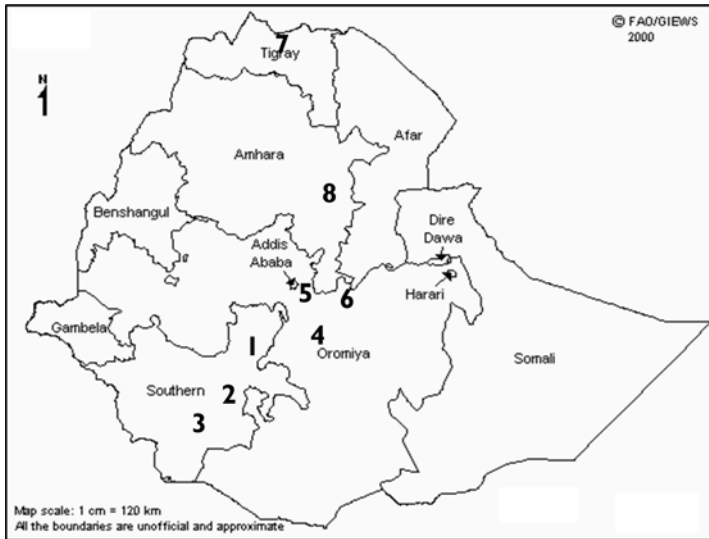 © FAO/GIEWS
2000
7
Tigray
N
1
Afar
Amhara
8
Benshangul
Dire
Dawa
Addis
Ababa
5
6
Harari
Gambela
4
1
Oromiya
Somali
Southern
2
3
Map scale: 1 cm = 120 km
All the boundaries are unofficial and approximate